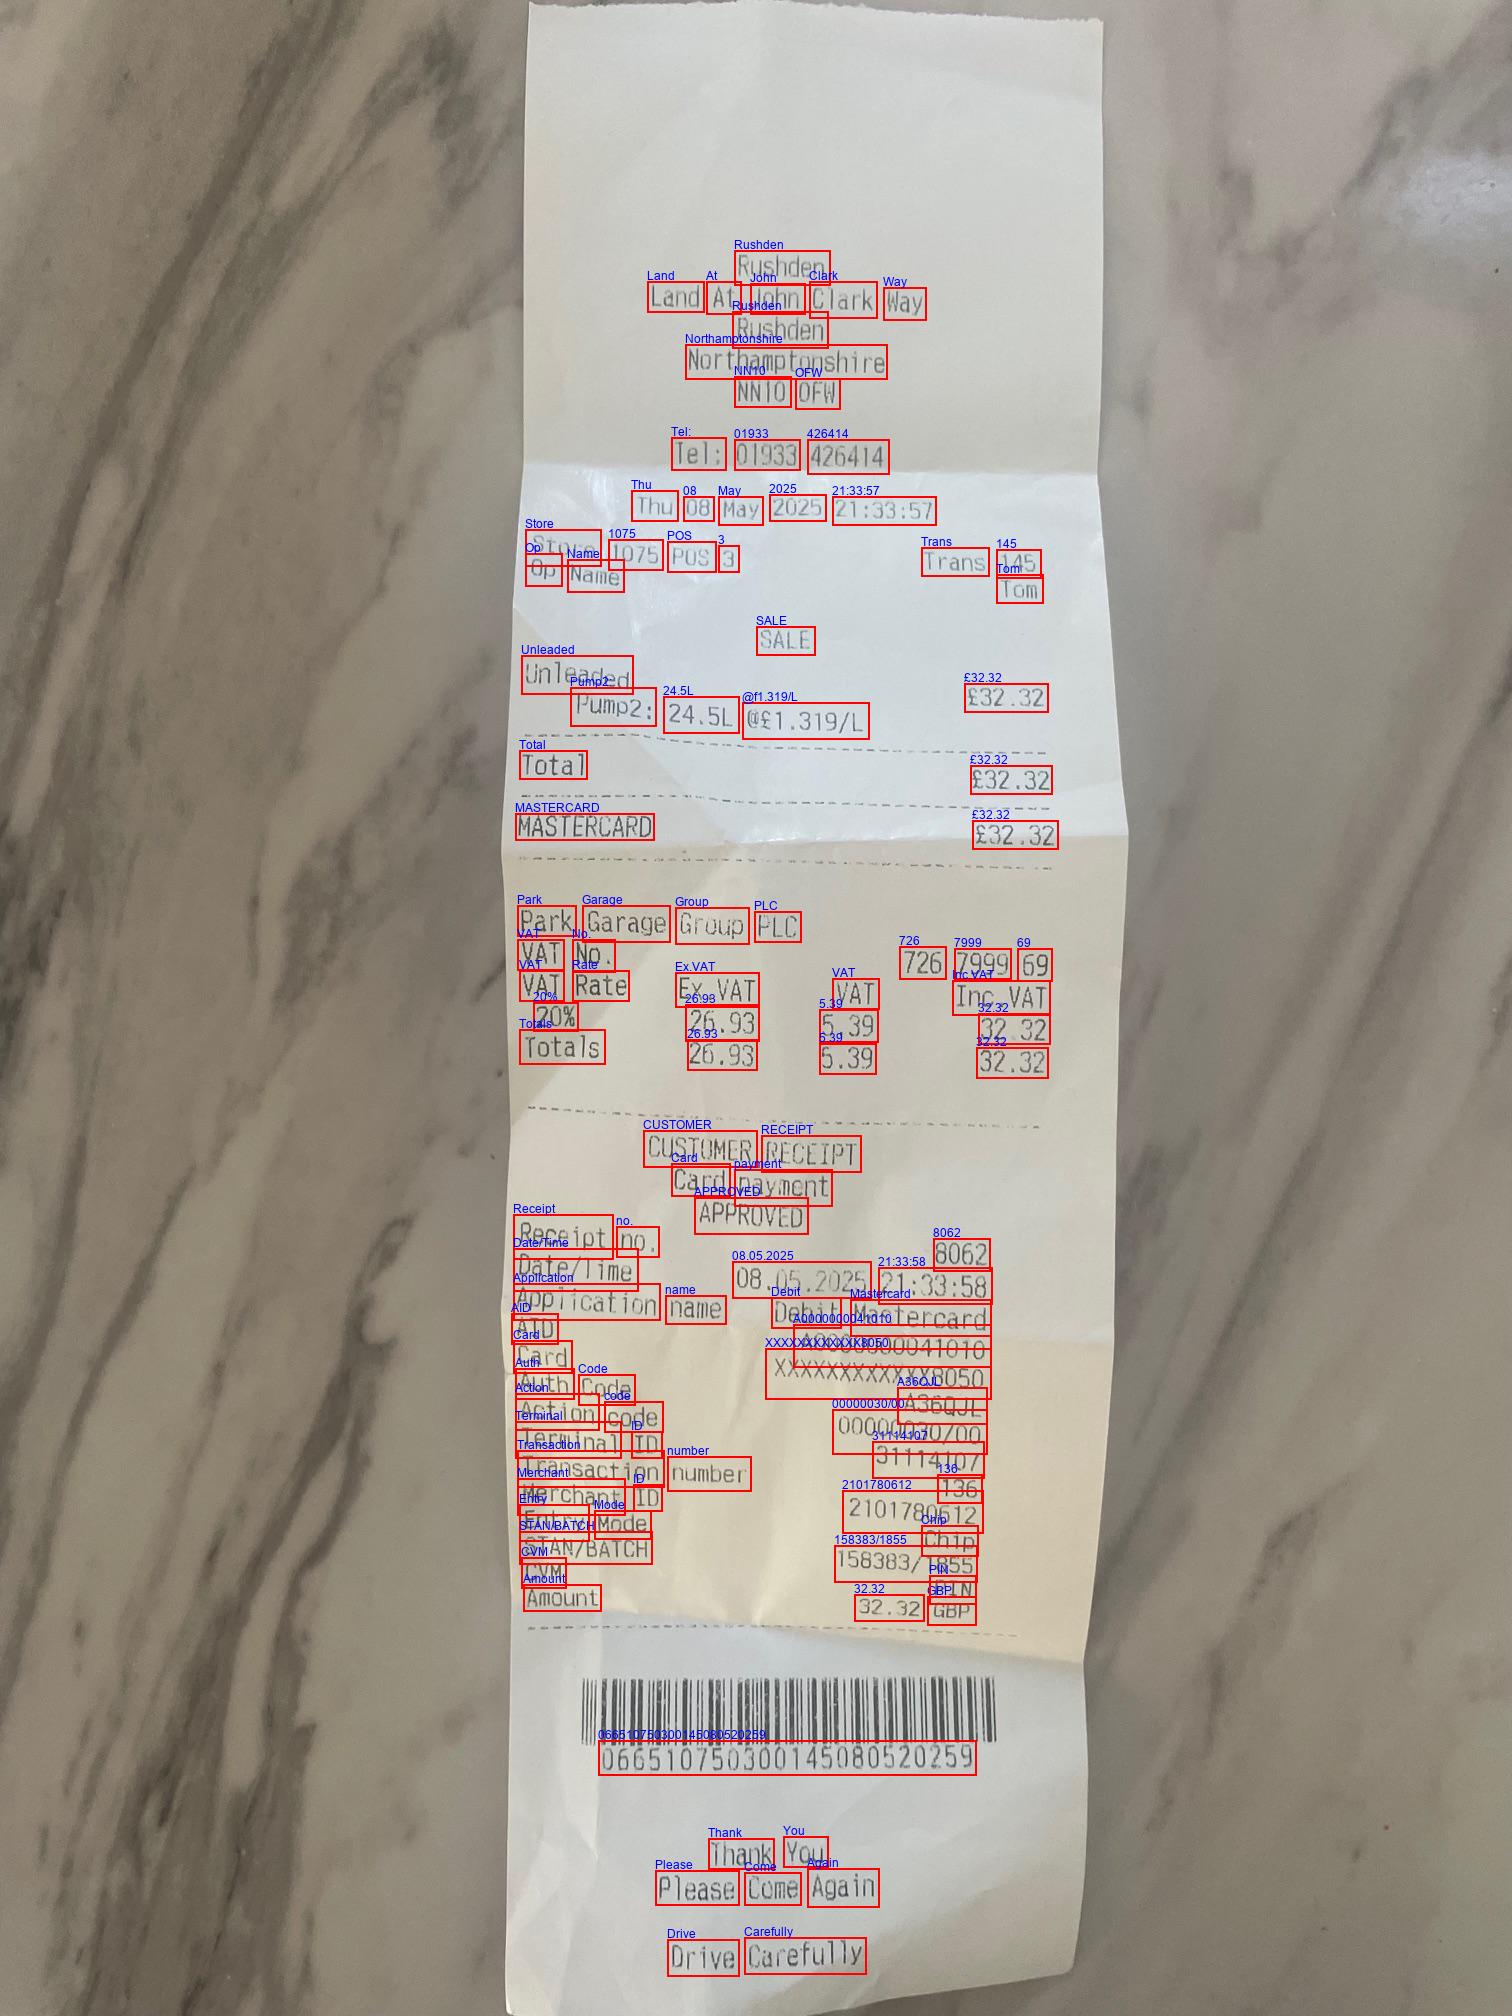 Rushden
Land At John Clark Way
Rushden
Northamptonshire
NN10 0FW
Tel: 01933 426414
Thu 08 May 2025 21:33:57
Store 1075 POS 3 Trans 145
Op Name Tom
SALE
Unleaded £32.32
Pump2: 24.5L @£1.319/L
Total £32.32
MASTERCARD £32.32
Park Garage Group PLC
VAT No. 726 7999 69
VAT Rate Ex.VAT VAT Inc.VAT
20% 26.93 5.39 32.32
Totals 26.93 5.39 32.32
CUSTOMER RECEIPT
Card payment
APPROVED
Receipt no. 8062
Date/Time 08.05.2025 21:33:58
Application name Debit Mastercard
AID A0000000041010
Card XXXXXXXXXXXX8050
Auth Code A36QJL
Action code 00000030/00
Terminal ID 31114107
Transaction number 136
Merchant ID 2101780612
Entry Mode Chip
STAN/BATCH 158383/1855
CVM PIN
Amount 32.32 GBP
0665107503001450805202​59
Thank You
Please Come Again
Drive Carefully